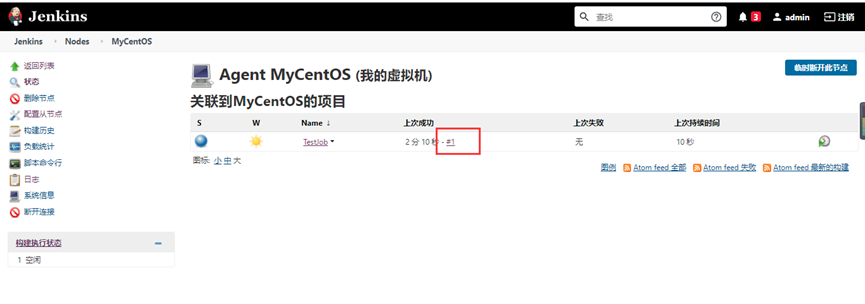 Jenkins
查找
3
admin
注销
Jenkins
Nodes
MyCentOS
返回列表
状态
删除节点
配置从节点
构建历史
负载统计
脚本命令行
日志
系统信息
断开连接
构建执行状态
1 空闲
Agent MyCentOS (我的虚拟机)
临时断开此节点
关联到MyCentOS的项目
S W Name ↓ 上次成功 上次失败 上次持续时间
TestJob 2 分 10 秒 - #1 无 10 秒
图标: 小 中 大
图例 Atom feed 全部 Atom feed 失败 Atom feed 最新的构建